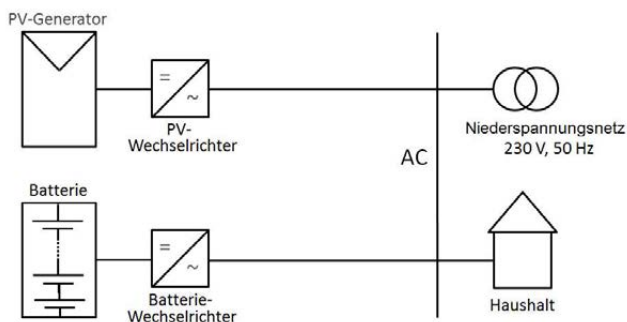 PV-Generator
=
~
PV-
Wechselrichter
Niederspannungsnetz
230 V, 50 Hz
AC
Batterie
=
~
Batterie-
Wechselrichter
Haushalt